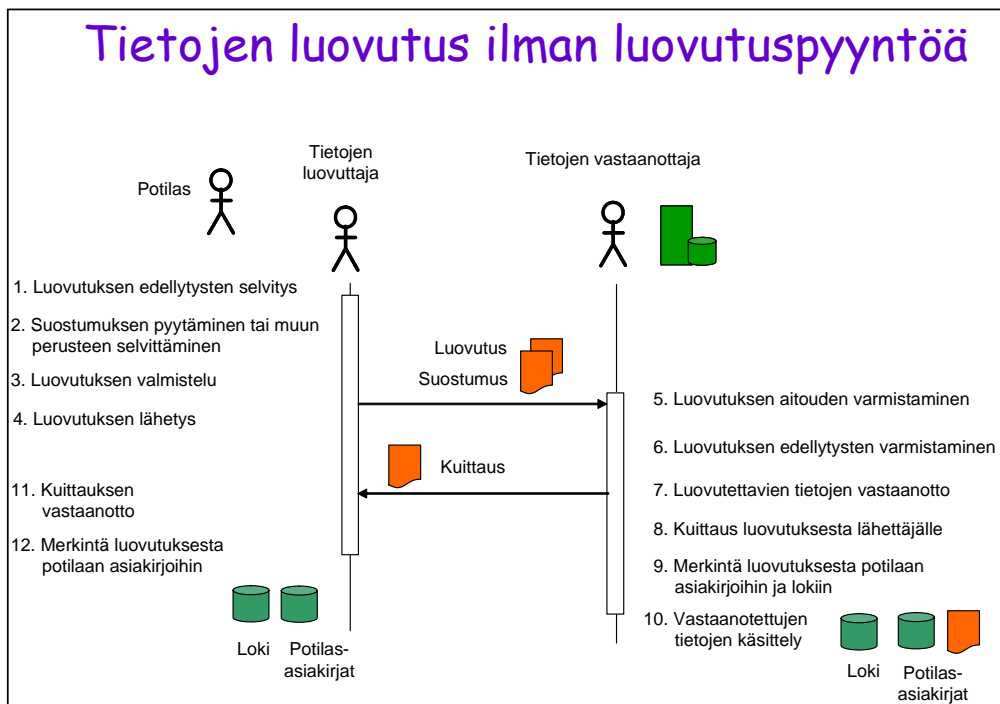 Tietojen luovutus ilman luovutuspyyntöä
Potilas
Tietojen
luovuttaja
Tietojen vastaanottaja
1. Luovutuksen edellytysten selvitys
2. Suostumuksen pyytäminen tai muun
perusteen selvittäminen
3. Luovutuksen valmistelu
4. Luovutuksen lähetys
Luovutus
Suostumus
5. Luovutuksen aitouden varmistaminen
6. Luovutuksen edellytysten varmistaminen
Kuittaus
7. Luovutettavien tietojen vastaanotto
8. Kuittaus luovutuksesta lähettäjälle
9. Merkintä luovutuksesta potilaan
asiakirjoihin ja lokiin
10. Vastaanotettujen
tietojen käsittely
11. Kuittauksen
vastaanotto
12. Merkintä luovutuksesta
potilaan asiakirjoihin
Loki
Potilas-
asiakirjat
Loki
Potilas-
asiakirjat